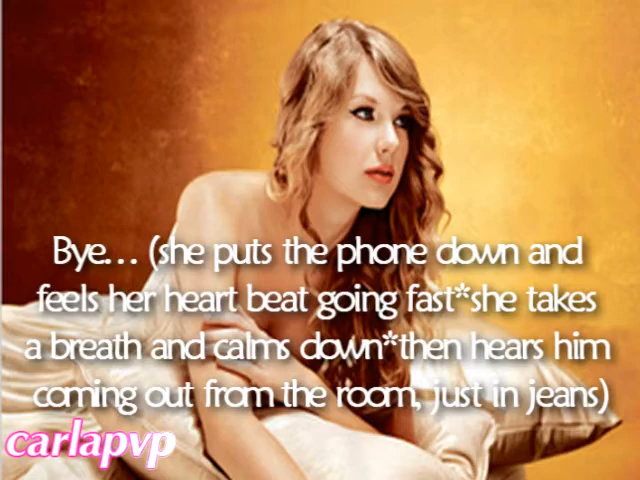 Bye... (she puts the phone down and
feels her heart beat going fast*she takes
a breath and calms down*then hears him
coming out from the room, just in jeans)
carlapvp